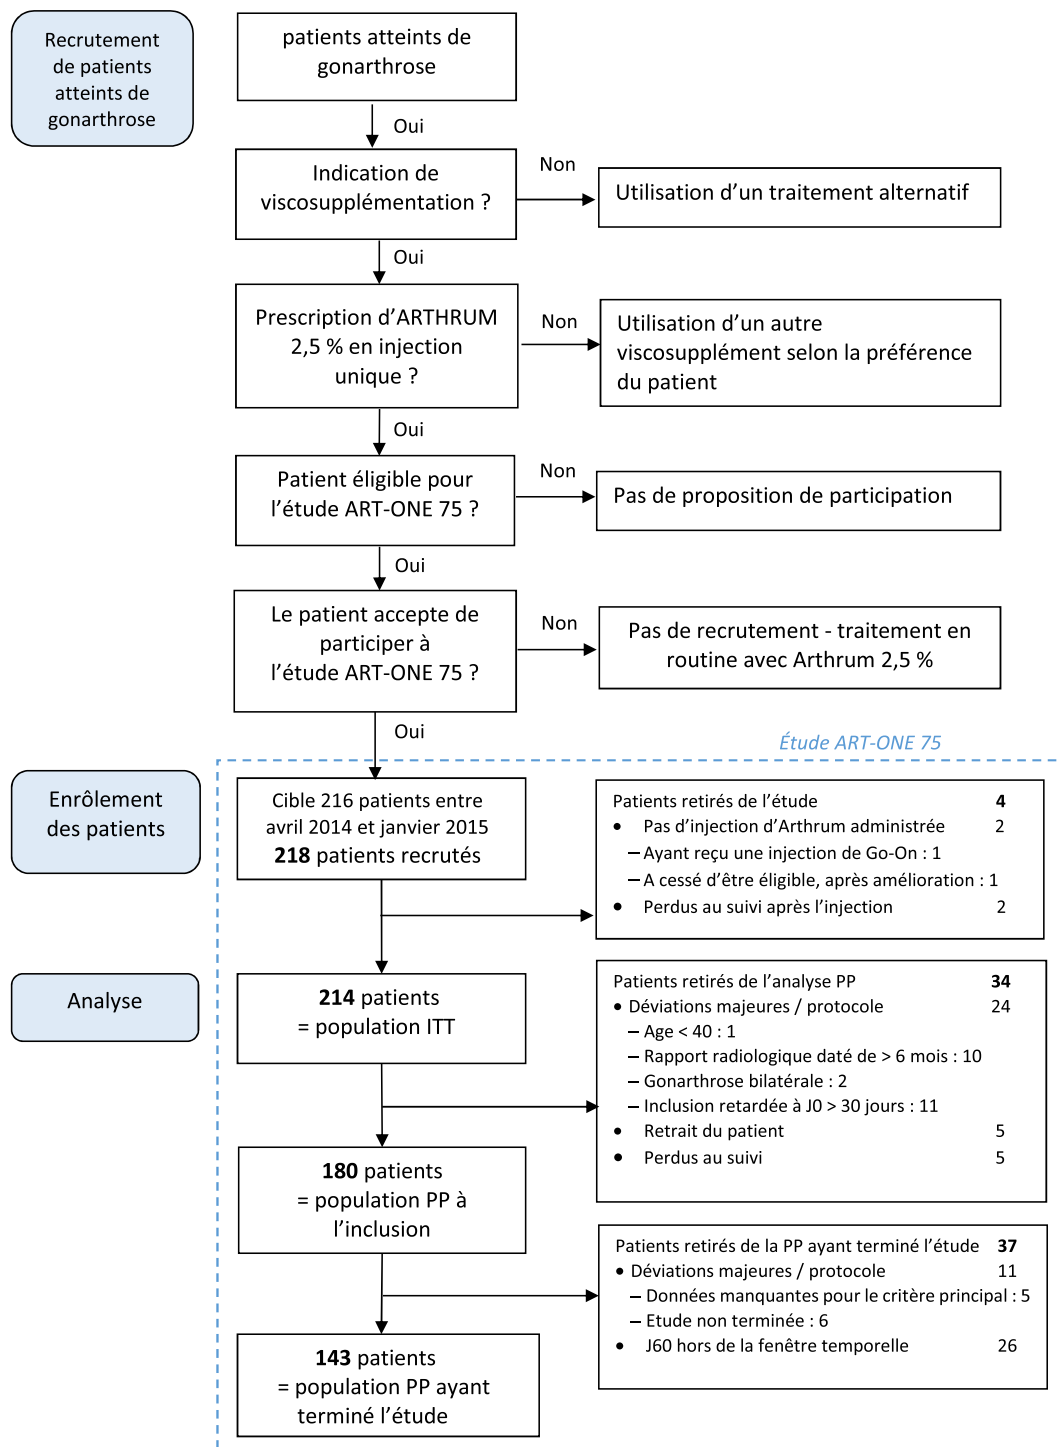 Recrutement
de patients
atteints de
gonarthrose
patients atteints de
gonarthrose
Oui
Indication de
viscosupplémentation ?
Non
Utilisation d’un traitement alternatif
Oui
Prescription d’ARTHRUM
2,5 % en injection
unique ?
Non
Utilisation d’un autre
viscosupplément selon la préférence
du patient
Oui
Patient éligible pour
l’étude ART-ONE 75 ?
Non
Pas de proposition de participation
Oui
Le patient accepte de
participer à
l’étude ART-ONE 75 ?
Non
Pas de recrutement - traitement en
routine avec Arthrum 2,5 %
Oui
Étude ART-ONE 75
Enrôlement
des patients
Cible 216 patients entre
avril 2014 et janvier 2015
218 patients recrutés
Patients retirés de l’étude 4
• Pas d’injection d’Arthrum administrée 2
– Ayant reçu une injection de Go-On : 1
– A cessé d’être éligible, après amélioration : 1
• Perdus au suivi après l’injection 2
Analyse
214 patients
= population ITT
Patients retirés de l’analyse PP 34
• Déviations majeures / protocole 24
– Age < 40 : 1
– Rapport radiologique daté de > 6 mois : 10
– Gonarthrose bilatérale : 2
– Inclusion retardée à J0 > 30 jours : 11
• Retrait du patient 5
• Perdus au suivi 5
180 patients
= population PP à
l’inclusion
Patients retirés de la PP ayant terminé l’étude 37
• Déviations majeures / protocole 11
– Données manquantes pour le critère principal : 5
– Etude non terminée : 6
• J60 hors de la fenêtre temporelle 26
143 patients
= population PP ayant
terminé l’étude